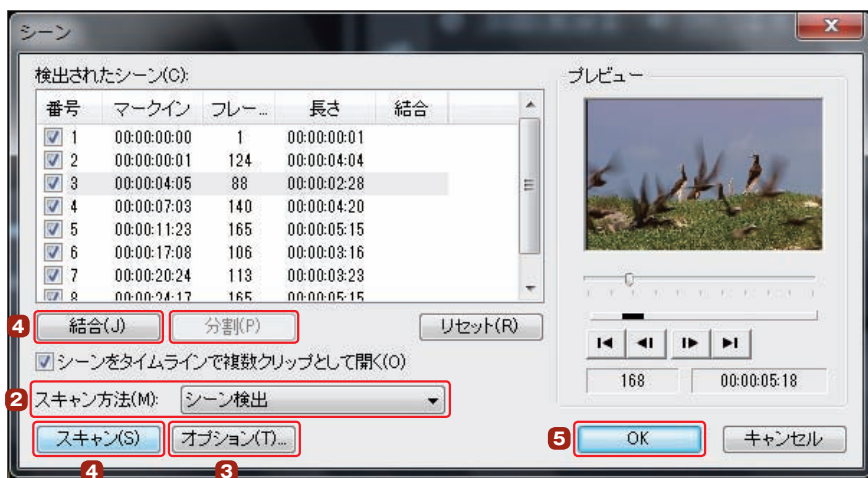 シーン
検出されたシーン(C):
番号 マークイン フレー... 長さ 結合
1 00:00:00:00 1 00:00:00:01
2 00:00:00:01 124 00:00:04:04
3 00:00:04:05 88 00:00:02:28
4 00:00:07:03 140 00:00:04:20
5 00:00:11:23 165 00:00:05:15
6 00:00:17:08 106 00:00:03:16
7 00:00:20:24 113 00:00:03:23
8 00:00:24:17 165 00:00:05:15
4 結合(J) 分割(P) リセット(R)
シーンをタイムラインで複数クリップとして開く(O)
2 スキャン方法(M): シーン検出
スキャン(S) オプション(T)...
4 3
プレビュー
168 00:00:05:18
5 OK キャンセル